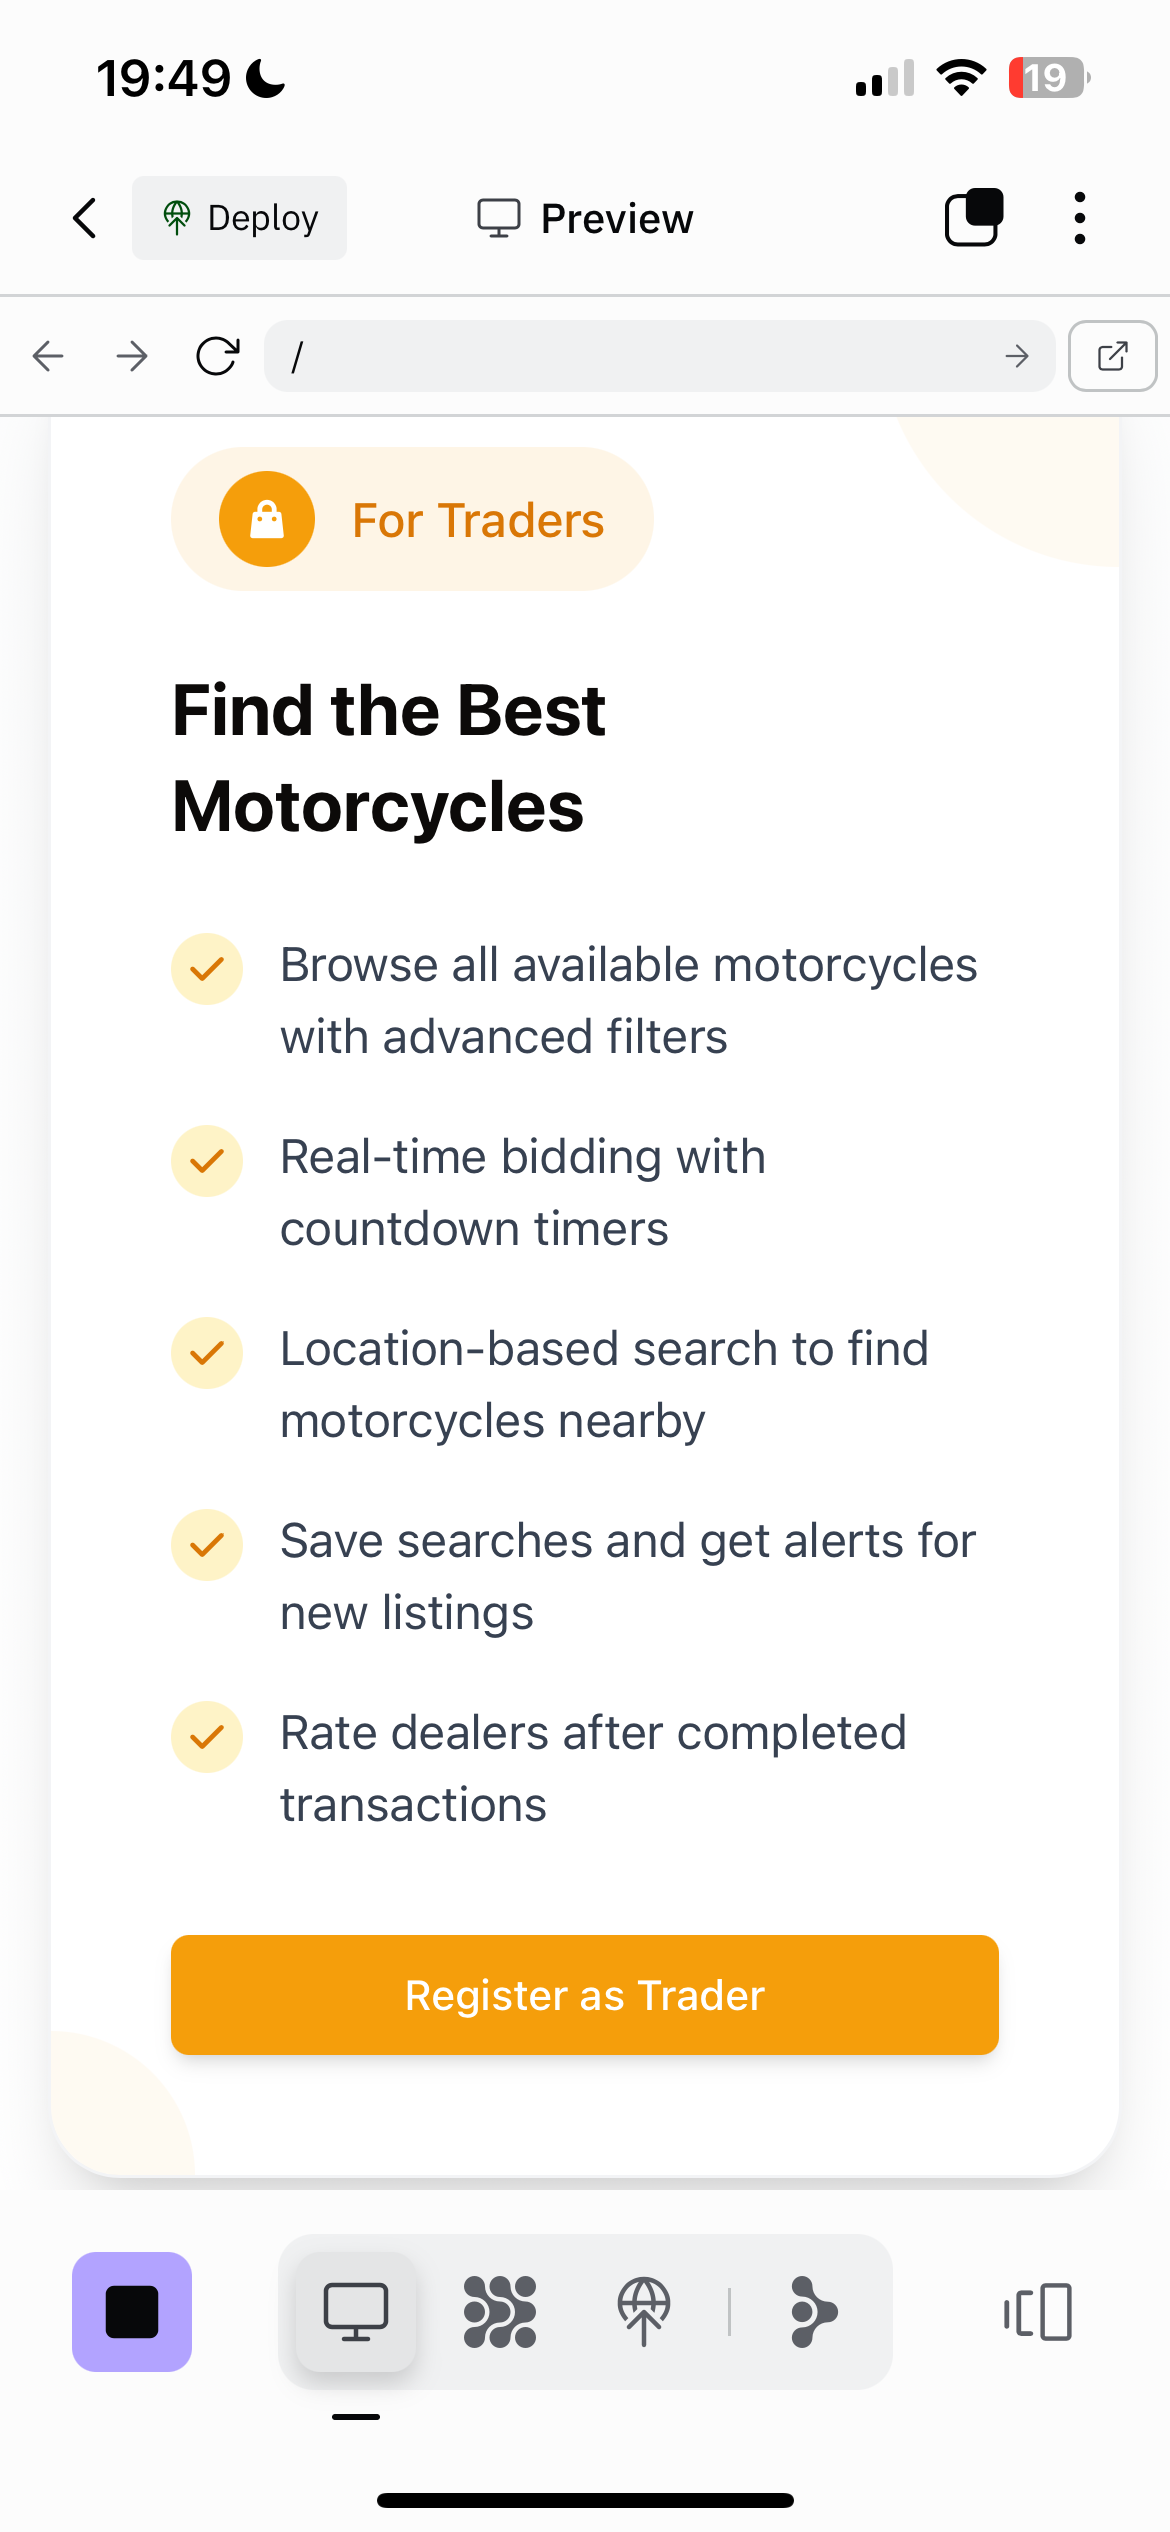 19:49
19
Deploy
Preview
/
For Traders
Find the Best
Motorcycles
Browse all available motorcycles
with advanced filters
Real-time bidding with
countdown timers
Location-based search to find
motorcycles nearby
Save searches and get alerts for
new listings
Rate dealers after completed
transactions
Register as Trader